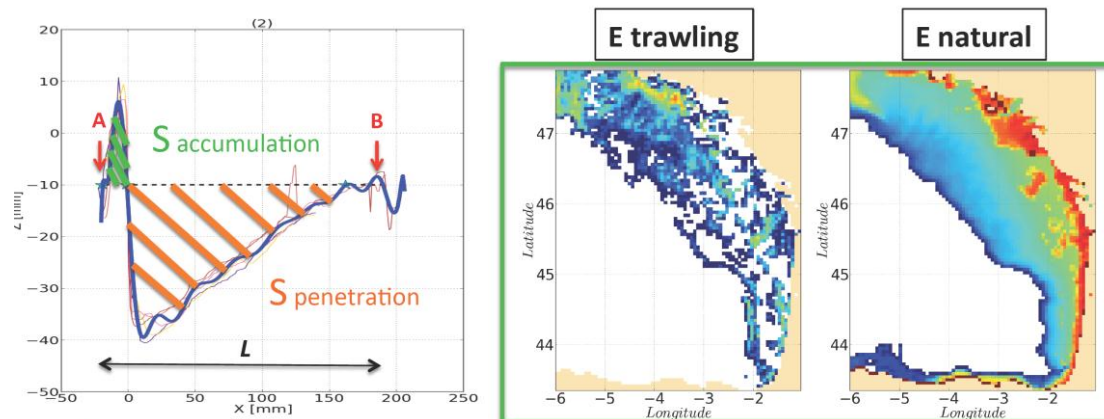 (2)
20
10
0
−10
−20
−30
−40
−50
A
B
S accumulation
S penetration
L
−50
0
50
100
150
200
250
X [mm]
E trawling
E natural
47
46
45
44
Latitude
−6
−5
−4
−3
−2
Longitude
47
46
45
44
Latitude
−6
−5
−4
−3
−2
Longitude